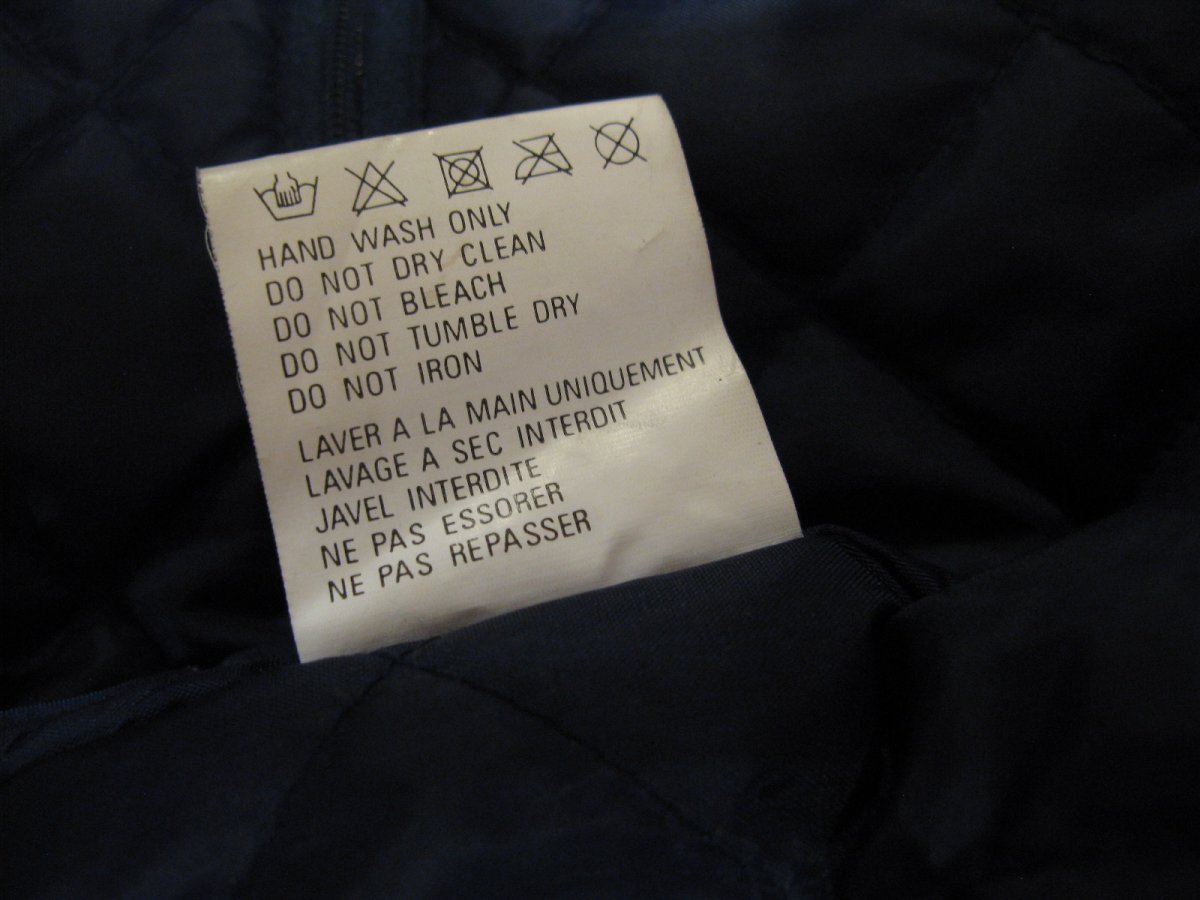 HAND WASH ONLY
DO NOT DRY CLEAN
DO NOT BLEACH
DO NOT TUMBLE DRY
DO NOT IRON
LAVER A LA MAIN UNIQUEMENT
LAVAGE A SEC INTERDIT
JAVEL INTERDITE
NE PAS ESSORER
NE PAS REPASSER